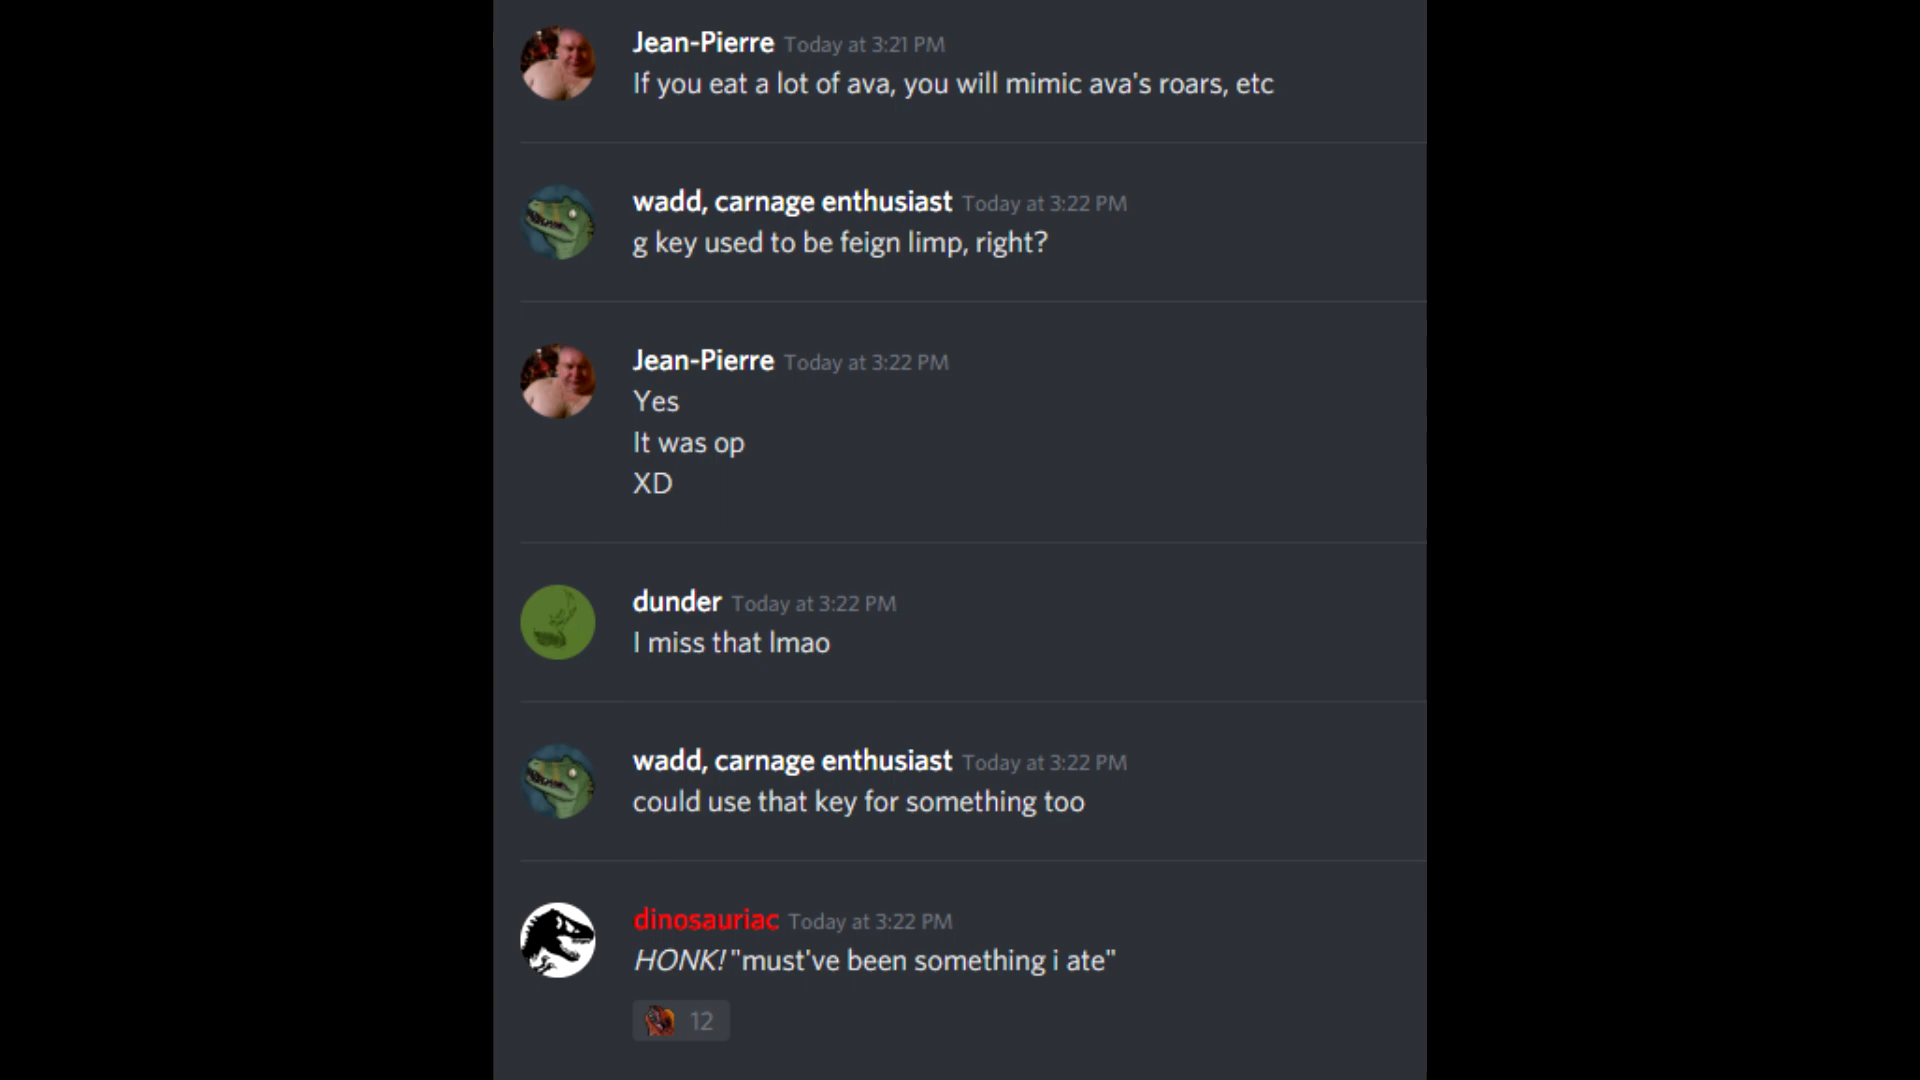 Jean-Pierre Today at 3:21 PM
If you eat a lot of ava, you will mimic ava's roars, etc
wadd, carnage enthusiast Today at 3:22 PM
g key used to be feign limp, right?
Jean-Pierre Today at 3:22 PM
Yes
It was op
XD
dunder Today at 3:22 PM
I miss that lmao
wadd, carnage enthusiast Today at 3:22 PM
could use that key for something too
dinosauriac Today at 3:22 PM
HONK! "must've been something i ate"
12